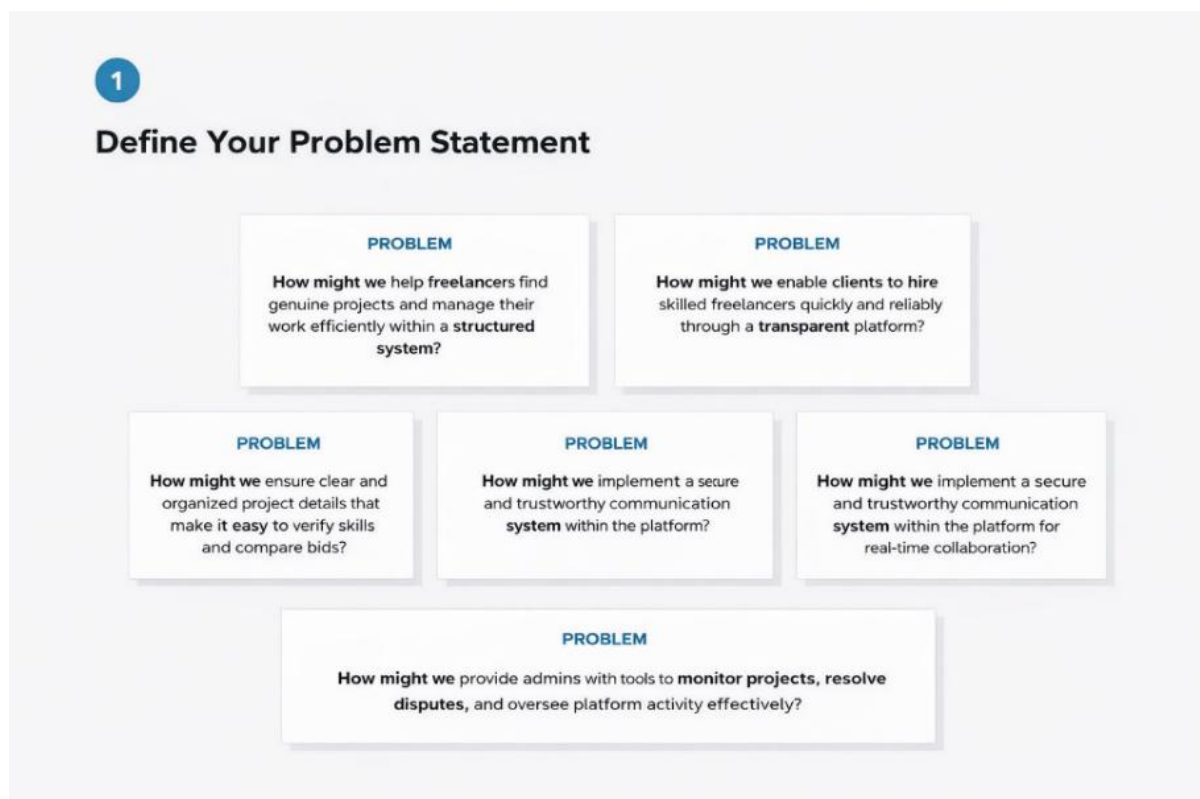 1
Define Your Problem Statement
PROBLEM
How might we help freelancers find
genuine projects and manage their
work efficiently within a structured
system?
PROBLEM
How might we enable clients to hire
skilled freelancers quickly and reliably
through a transparent platform?
PROBLEM
How might we ensure clear and
organized project details that
make it easy to verify skills
and compare bids?
PROBLEM
How might we implement a secure
and trustworthy communication
system within the platform?
PROBLEM
How might we implement a secure
and trustworthy communication
system within the platform for
real-time collaboration?
PROBLEM
How might we provide admins with tools to monitor projects, resolve
disputes, and oversee platform activity effectively?